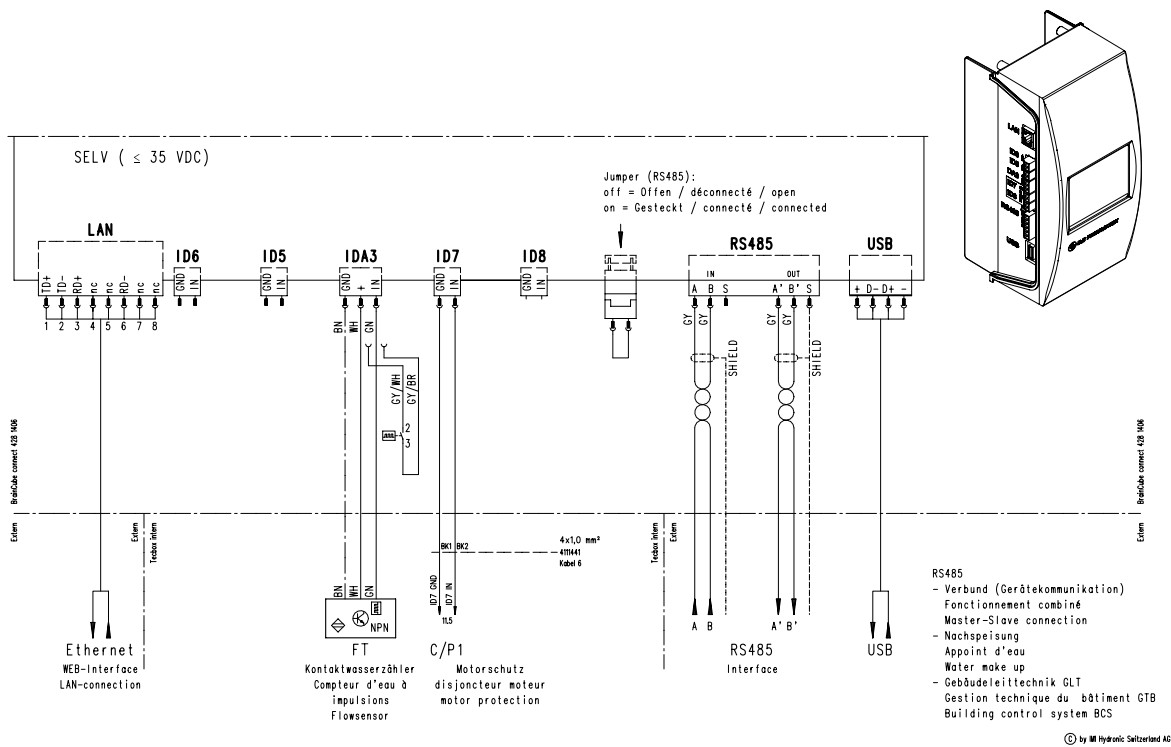 SELV ( ≤ 35 VDC)
Jumper (RS485):
off = Offen / déconnecté / open
on = Gesteckt / connecté / connected
LAN
ID6
ID5
IDA3
ID7
ID8
RS485
USB
IN
OUT
TD+
TD-
RD+
nc
nc
RD-
nc
nc
GND
IN
GND
IN
GND
+
IN
GND
IN
GND
IN
A B S
A' B' S
+ D- D+ -
1 2 3 4 5 6 7 8
BN
WH
GN
GY
GY
GY
GY
SHIELD
SHIELD
GY/WH
GY/BR
2
3
BrainCube connect 428 1406
BrainCube connect 428 1406
Extern
Tecbox intern
Tecbox intern
Extern
Extern
BK1
BK2
4x1,0 mm²
4111441
Kabel 6
BN
WH
GN
ID7 GND
ID7 IN
11.5
NPN
A B
A' B'
Ethernet
WEB-Interface
LAN-connection
FT
Kontaktwasserzähler
Compteur d'eau à
impulsions
Flowsensor
C/P1
Motorschutz
disjoncteur moteur
motor protection
RS485
Interface
USB
RS485
- Verbund (Gerätekommunikation)
Fonctionnement combiné
Master-Slave connection
- Nachspeisung
Appoint d'eau
Water make up
- Gebäudeleittechnik GLT
Gestion technique du bâtiment GTB
Building control system BCS
LAN
RS485
USB
© by IMI Hydronic Switzerland AG